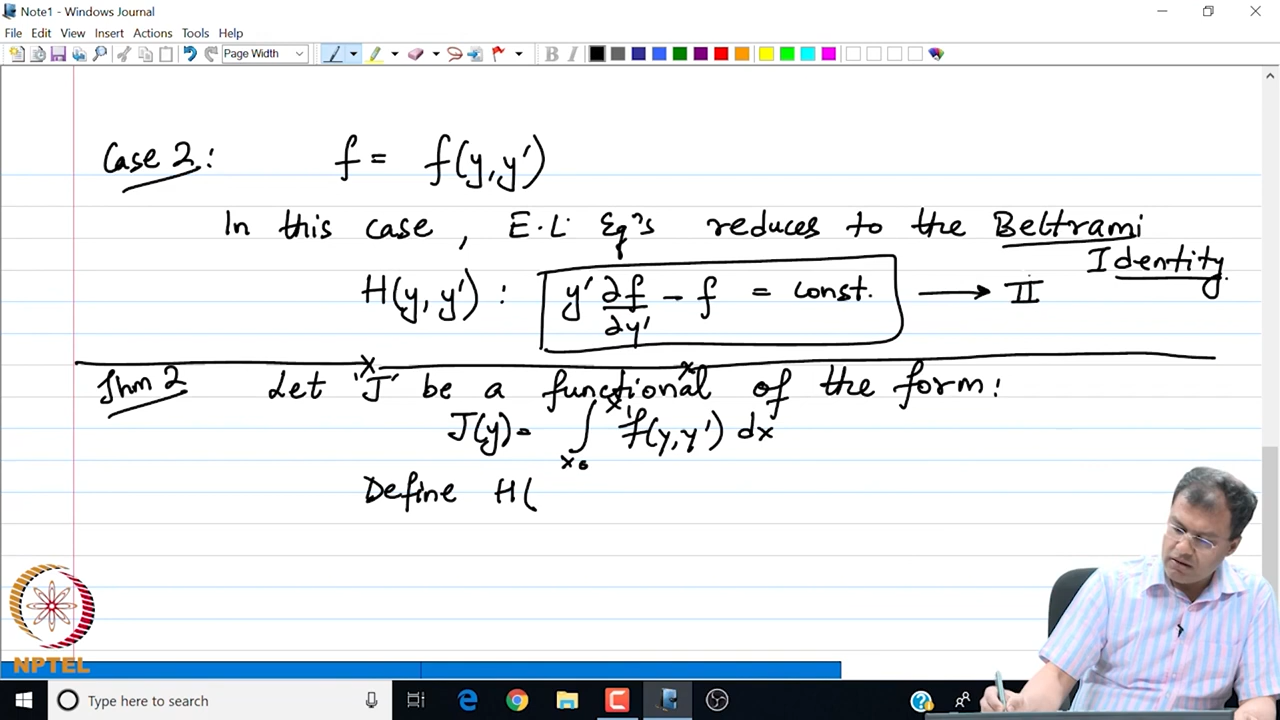 Note1 - Windows Journal
File Edit View Insert Actions Tools Help
Page Width
Case 2: f = f(y,y')
In this case, E.L Eq^s reduces to the Beltrami
Identity.
H(y, y') : y' ∂f/∂y' - f = const. → II
Thm 2 Let 'J' be a functional of the form:
J(y) = ∫_{x_0}^{x_1} f(y,y') dx
Define H(
NPTEL
Type here to search